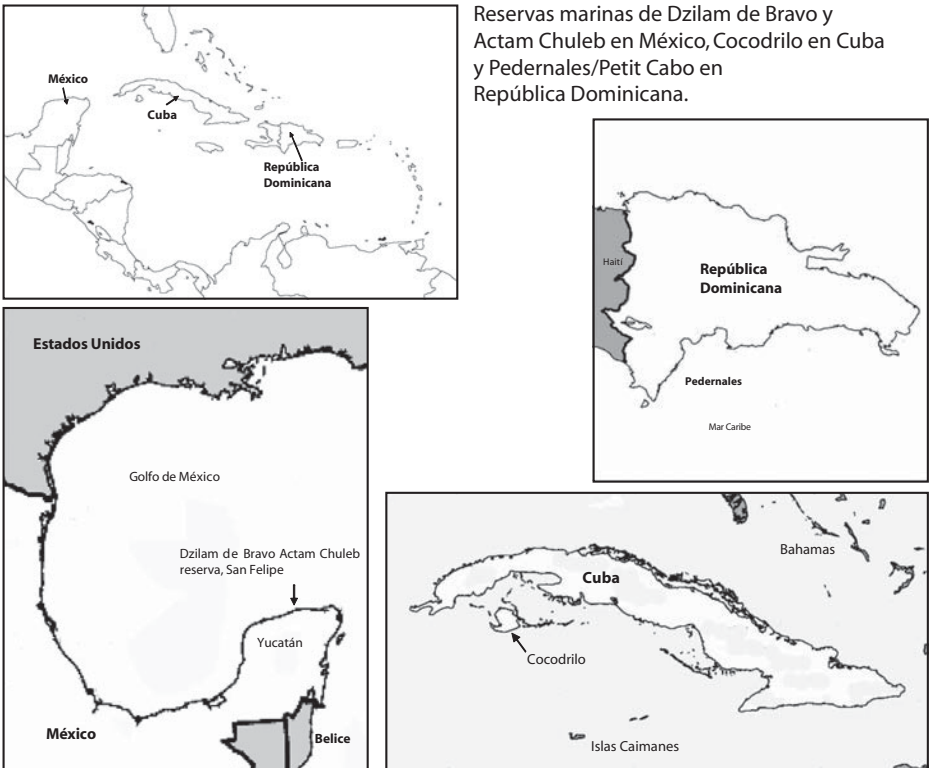 Reservas marinas de Dzilam de Bravo y
Actam Chuleb en México, Cocodrilo en Cuba
y Pedernales/Petit Cabo en
República Dominicana.
México
Cuba
República
Dominicana
Haití
República
Dominicana
Pedernales
Mar Caribe
Estados Unidos
Golfo de México
Dzilam de Bravo Actam Chuleb
reserva, San Felipe
Yucatán
México
Belice
Bahamas
Cuba
Cocodrilo
Islas Caimanes